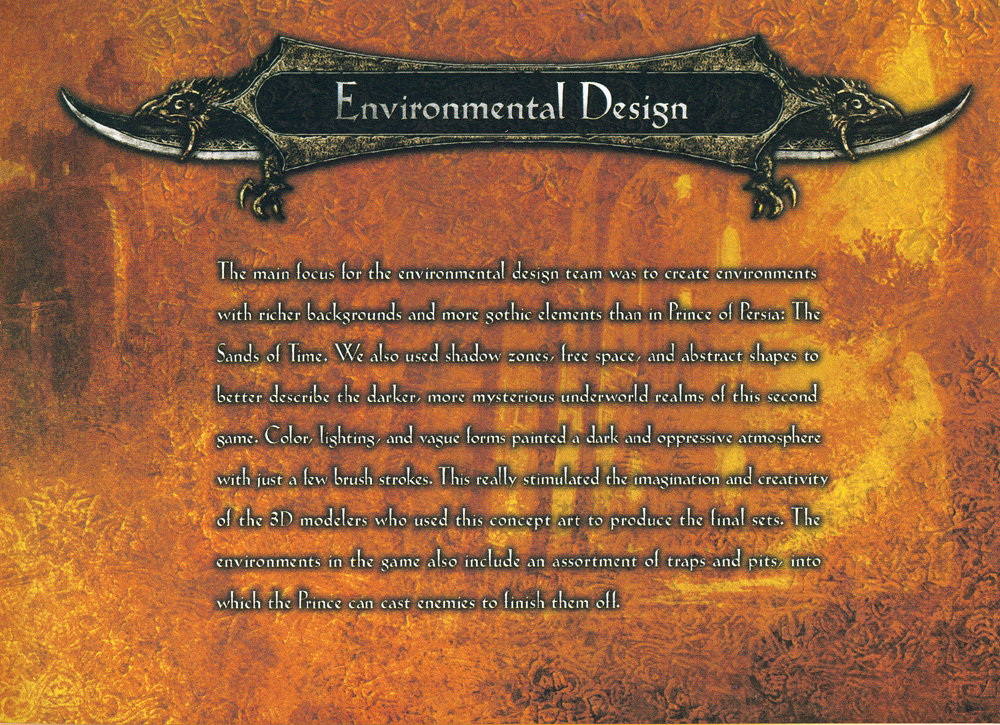 Environmental Design
The main focus for the environmental design team was to create environments
with richer backgrounds and more gothic elements than in Prince of Persia: The
Sands of Time. We also used shadow zones, free space, and abstract shapes to
better describe the darker, more mysterious underworld realms of this second
game. Color, lighting, and vague forms painted a dark and oppressive atmosphere
with just a few brush strokes. This really stimulated the imagination and creativity
of the 3D modelers who used this concept art to produce the final sets. The
environments in the game also include an assortment of traps and pits, into
which the Prince can cast enemies to finish them off.